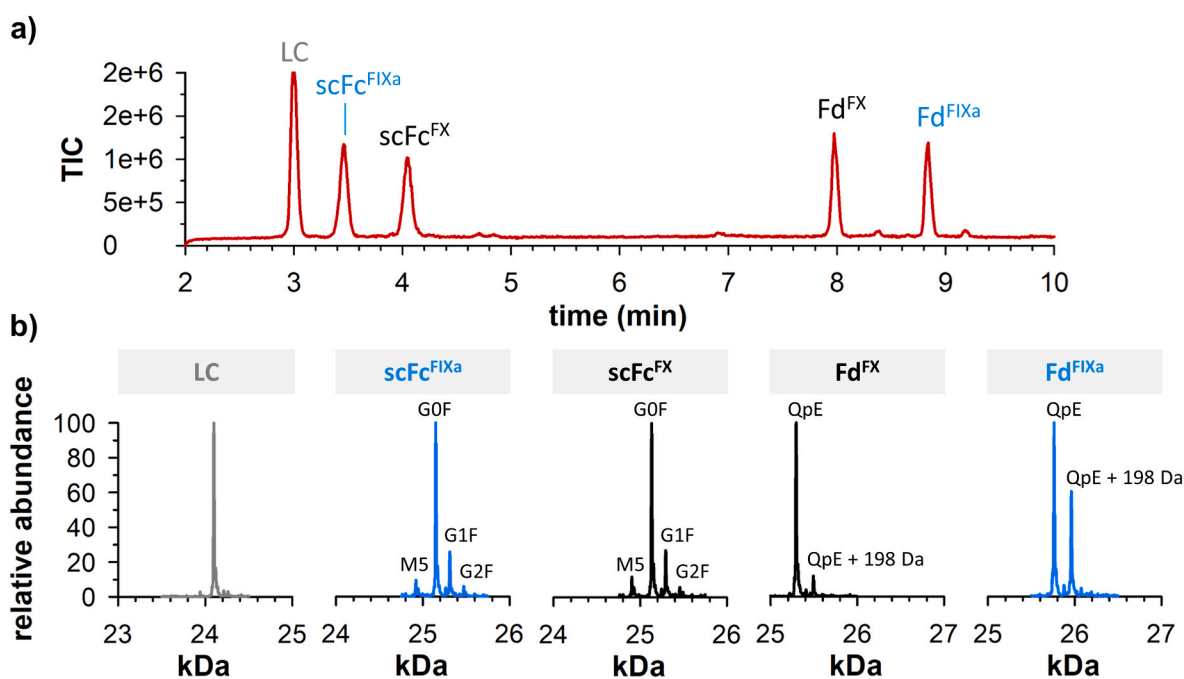 a)
LC
scFcFIXa
scFcFX
FdFX
FdFIXa
TIC
2e+6
2e+6
1e+6
5e+5
0
2 3 4 5 6 7 8 9 10
time (min)
b)
LC
scFcFIXa
scFcFX
FdFX
FdFIXa
relative abundance
100
80
60
40
20
0
G0F
G0F
QpE
QpE
QpE + 198 Da
G1F
G1F
M5
M5
G2F
G2F
QpE + 198 Da
23 24 25
24 25 26
24 25 26
25 26 27
25 26 27
kDa
kDa
kDa
kDa
kDa